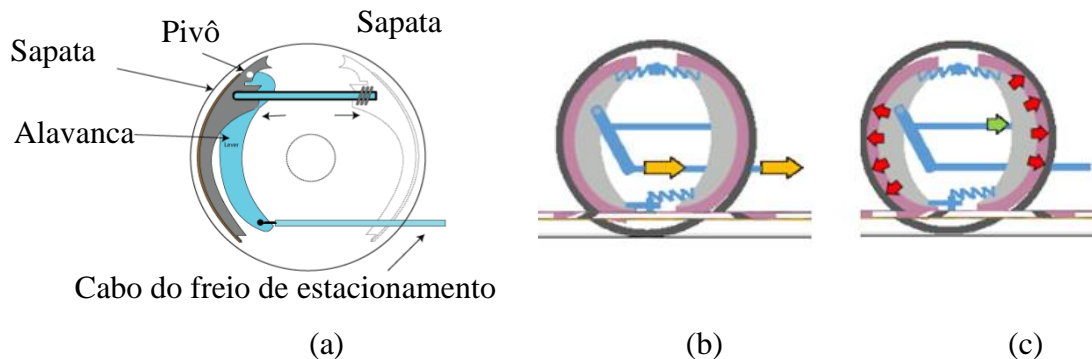 Pivô
Sapata
Sapata
Alavanca
Lever
Cabo do freio de estacionamento
(a)
(b)
(c)